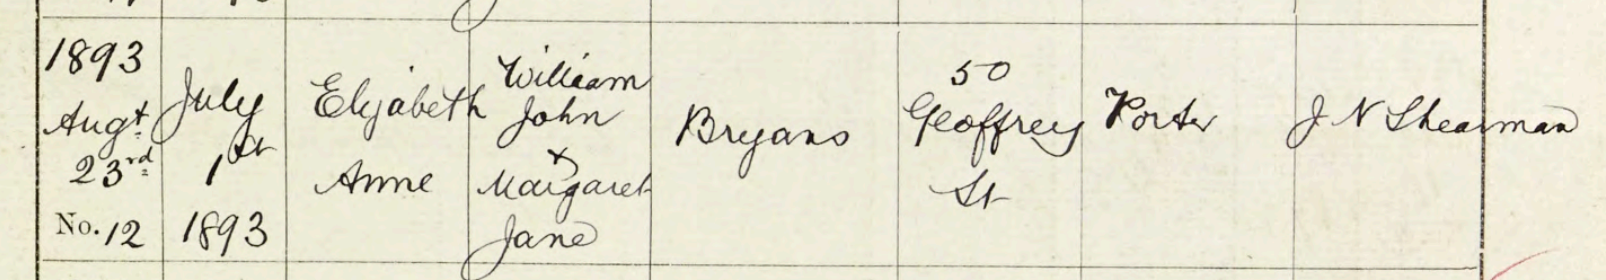 1893
Augt.
23rd.
No. 12
July
1st
1893
Elizabeth
Anne
William
John
&
Margaret
Jane
Bryans
50
Geoffrey
St
Porter
J N Shearman